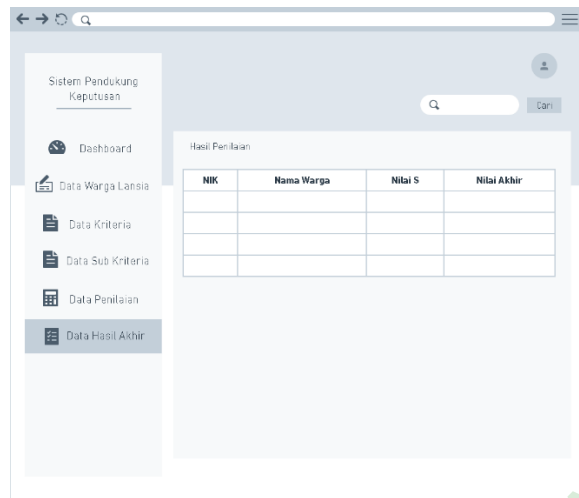 Sistem Pendukung
Keputusan
Cari
Dashboard
Data Warga Lansia
Data Kriteria
Data Sub Kriteria
Data Penilaian
Data Hasil Akhir
Hasil Penilaian
NIK Nama Warga Nilai S Nilai Akhir